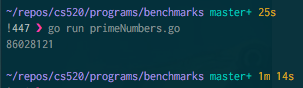 ~/repos/cs520/programs/benchmarks master+ 25s
!447 ❯ go run primeNumbers.go
86028121
~/repos/cs520/programs/benchmarks master+ 1m 14s